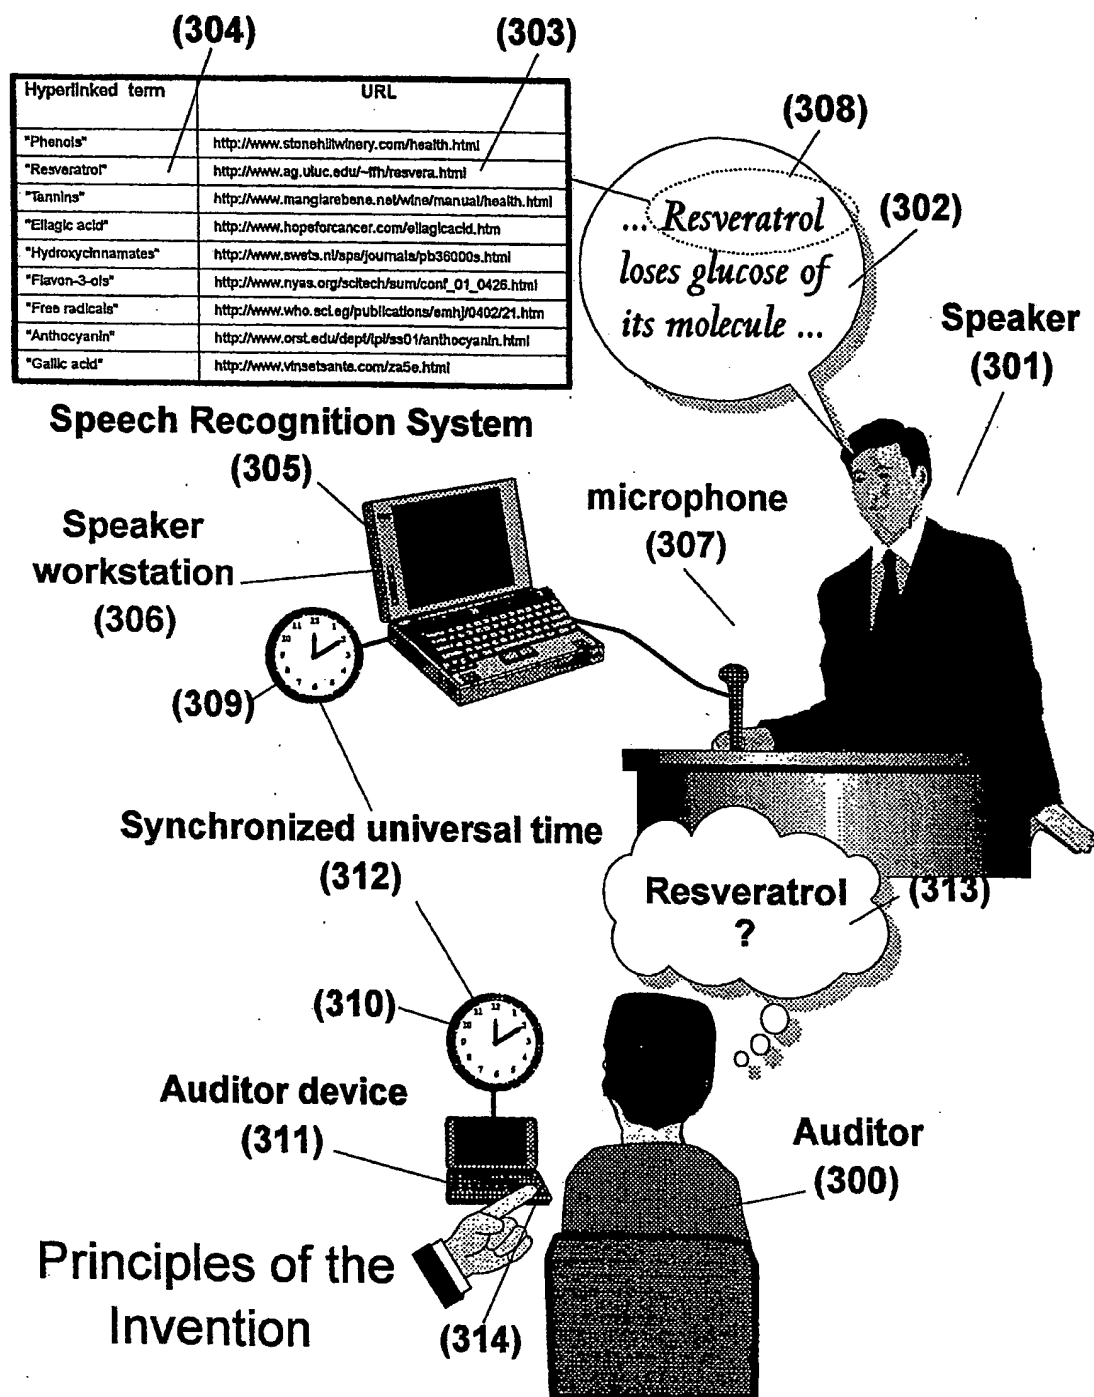 (304)
(303)
Hyperlinked term URL
"Phenols" http://www.stonehillwinery.com/health.html
"Resveratrol" http://www.ag.uiuc.edu/~ffh/resvera.html
"Tannins" http://www.mangiarebene.net/wine/manual/health.html
"Ellagic acid" http://www.hopeforcancer.com/ellagicacid.htm
"Hydroxycinnamates" http://www.swets.nl/sps/journals/pb36000s.html
"Flavon-3-ols" http://www.nyas.org/scitech/sum/conf_01_0426.html
"Free radicals" http://www.who.sci.eg/publications/emhj/0402/21.htm
"Anthocyanin" http://www.orst.edu/dept/lpi/ss01/anthocyanin.html
"Gallic acid" http://www.vinsetsante.com/za5e.html
(308)
... Resveratrol
loses glucose of
its molecule ...
(302)
Speaker
(301)
Speech Recognition System
(305)
microphone
(307)
Speaker
workstation
(306)
(309)
Synchronized universal time
(312)
Resveratrol
?
(313)
(310)
Auditor device
(311)
Auditor
(300)
Principles of the
Invention
(314)